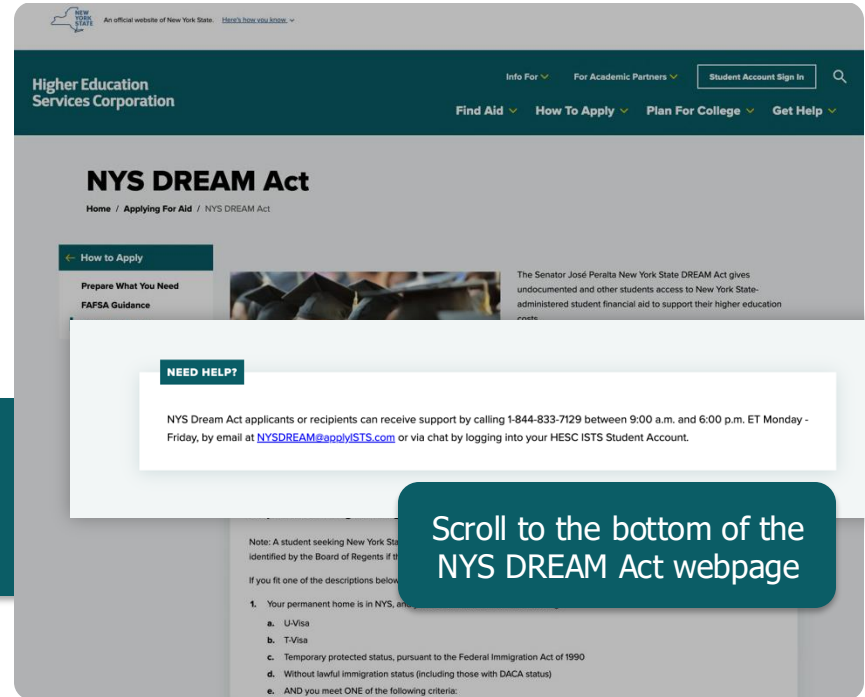 NEW
YORK
STATE
An official website of New York State. Here's how you know.
Higher Education
Services Corporation
Info For
For Academic Partners
Student Account Sign In
Find Aid
How To Apply
Plan For College
Get Help
NYS DREAM Act
Home / Applying For Aid / NYS DREAM Act
← How to Apply
Prepare What You Need
FAFSA Guidance
The Senator José Peralta New York State DREAM Act gives
undocumented and other students access to New York State-
administered student financial aid to support their higher education
costs
NEED HELP?
NYS Dream Act applicants or recipients can receive support by calling 1-844-833-7129 between 9:00 a.m. and 6:00 p.m. ET Monday -
Friday, by email at NYSDREAM@applyISTS.com or via chat by logging into your HESC ISTS Student Account.
Scroll to the bottom of the
NYS DREAM Act webpage
Note: A student seeking New York
identified by the Board of Regents if
If you fit one of the descriptions below
1. Your permanent home is in NYS,
a. U-Visa
b. T-Visa
c. Temporary protected status, pursuant to the Federal Immigration Act of 1990
d. Without lawful immigration status (including those with DACA status)
e. AND you meet ONE of the following criteria: